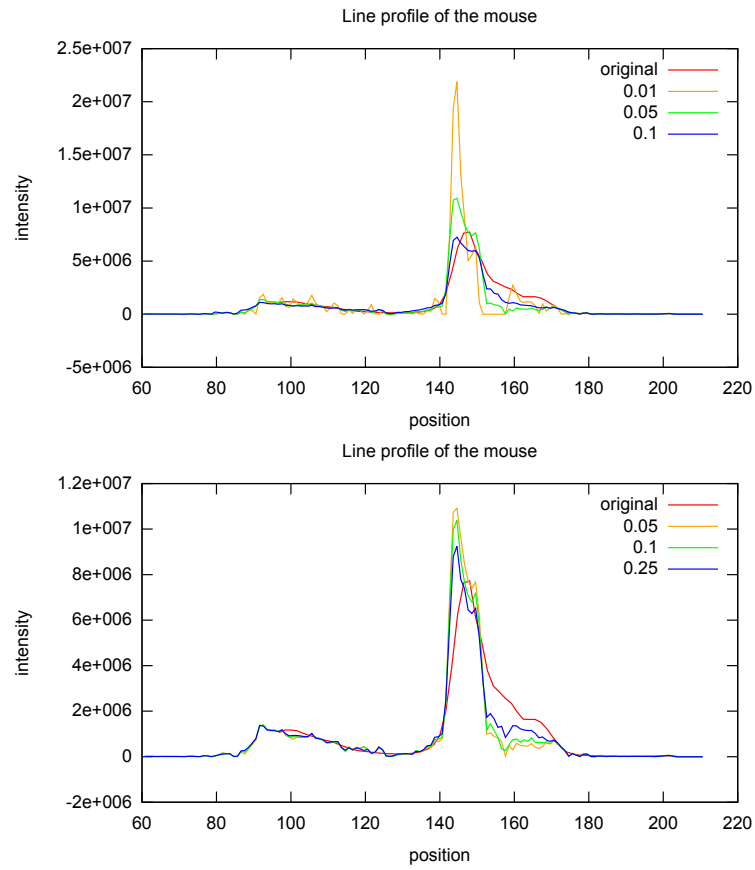 Line profile of the mouse
2.5e+007
2e+007
1.5e+007
1e+007
5e+006
0
-5e+006
intensity
original
0.01
0.05
0.1
60 80 100 120 140 160 180 200 220
position
Line profile of the mouse
1.2e+007
1e+007
8e+006
6e+006
4e+006
2e+006
0
-2e+006
intensity
original
0.05
0.1
0.25
60 80 100 120 140 160 180 200 220
position